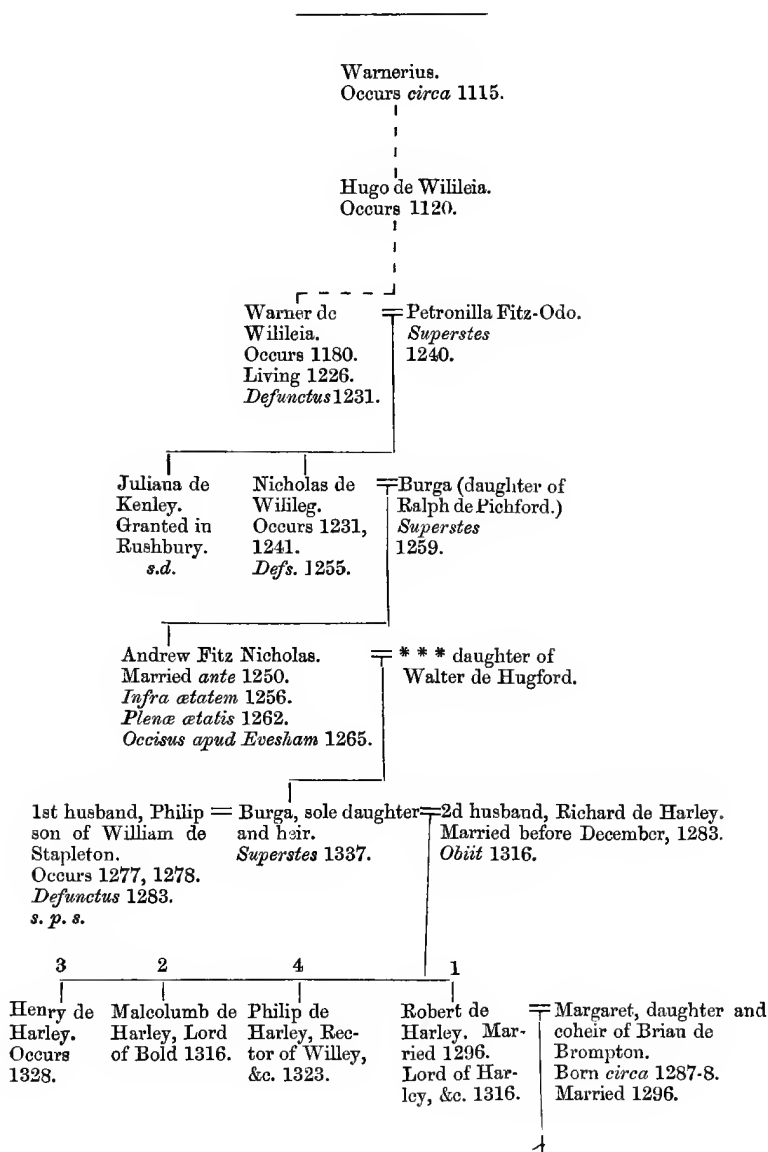 Warnerius.
Occurs circa 1115.
Hugo de Wilileia.
Occurs 1120.
Warner de
Wilileia.
Occurs 1180.
Living 1226.
Defunctus 1231.
Petronilla Fitz-Odo.
Superstes
1240.
Juliana de
Kenley.
Granted in
Rushbury.
s.d.
Nicholas de
Wilileg.
Occurs 1231,
1241.
Defs. 1255.
Burga (daughter of
Ralph de Pichford.)
Superstes
1259.
Andrew Fitz Nicholas.
Married ante 1250.
Infra ætatem 1256.
Plenæ ætatis 1262.
Occisus apud Evesham 1265.
* * * daughter of
Walter de Hugford.
1st husband, Philip
son of William de
Stapleton.
Occurs 1277, 1278.
Defunctus 1283.
s. p. s.
Burga, sole daughter
and heir.
Superstes 1337.
2d husband, Richard de Harley.
Married before December, 1283.
Obiit 1316.
3 2 4 1
Henry de
Harley.
Occurs
1328.
Malcolumb de
Harley, Lord
of Bold 1316.
Philip de
Harley, Rec-
tor of Willey,
&c. 1323.
Robert de
Harley. Mar-
ried 1296.
Lord of Har-
ley, &c. 1316.
Margaret, daughter and
coheir of Brian de
Brompton.
Born circa 1287-8.
Married 1296.